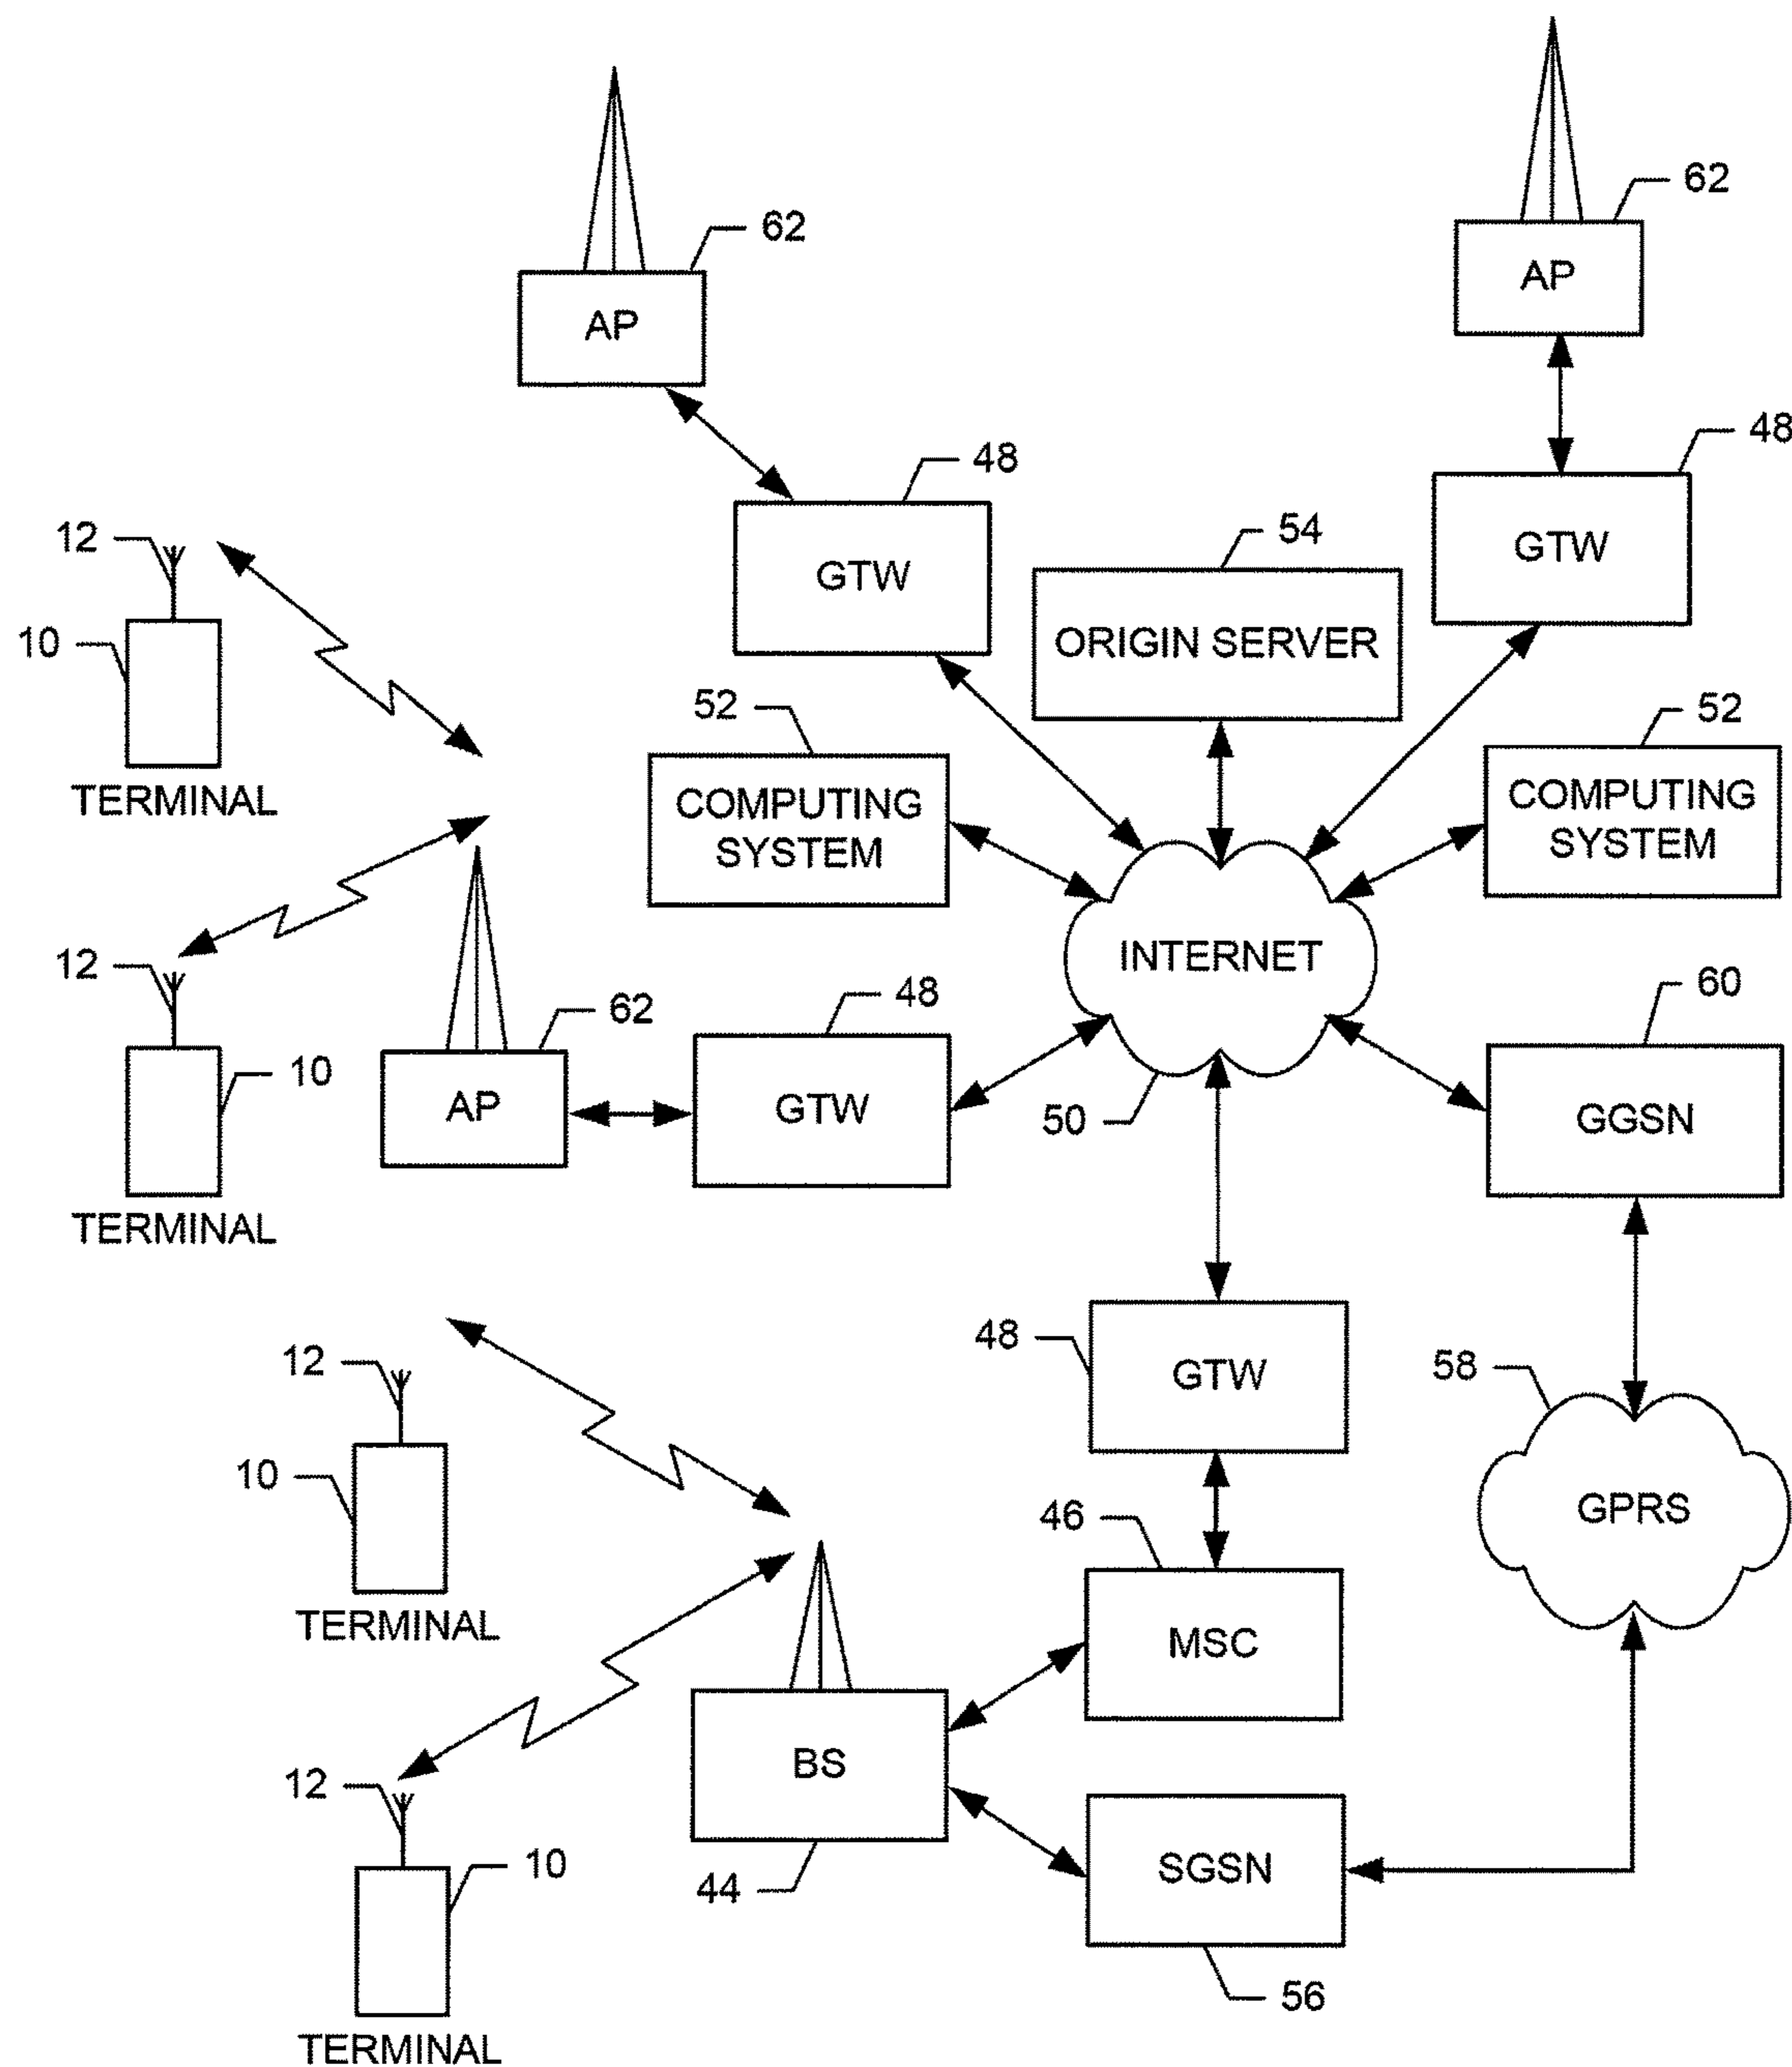 62
AP
62
AP
48
GTW
48
GTW
54
ORIGIN SERVER
12
10
TERMINAL
52
COMPUTING
SYSTEM
52
COMPUTING
SYSTEM
INTERNET
50
12
10
TERMINAL
62
AP
48
GTW
60
GGSN
48
GTW
58
GPRS
12
10
TERMINAL
46
MSC
BS
44
SGSN
56
12
10
TERMINAL